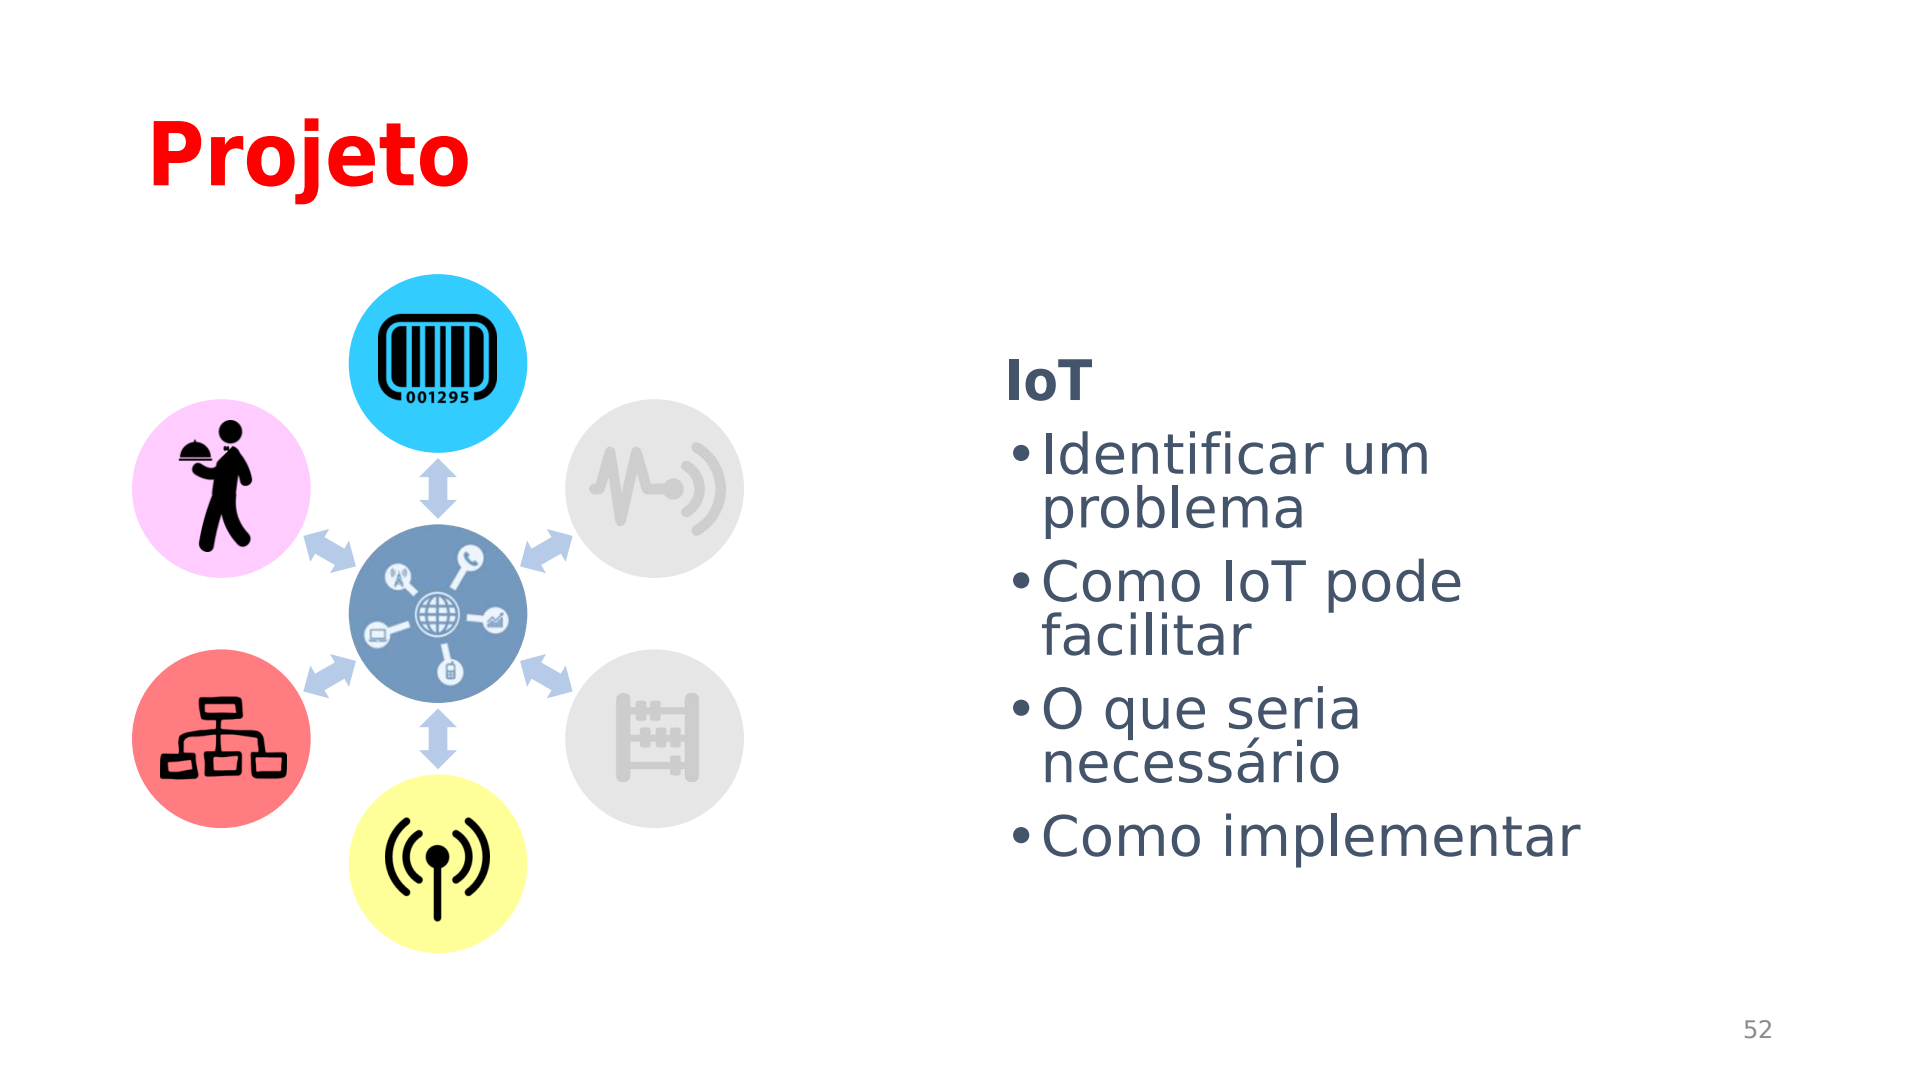 Projeto
001295
IoT
•Identificar um
problema
•Como IoT pode
facilitar
•O que seria
necessário
•Como implementar
52